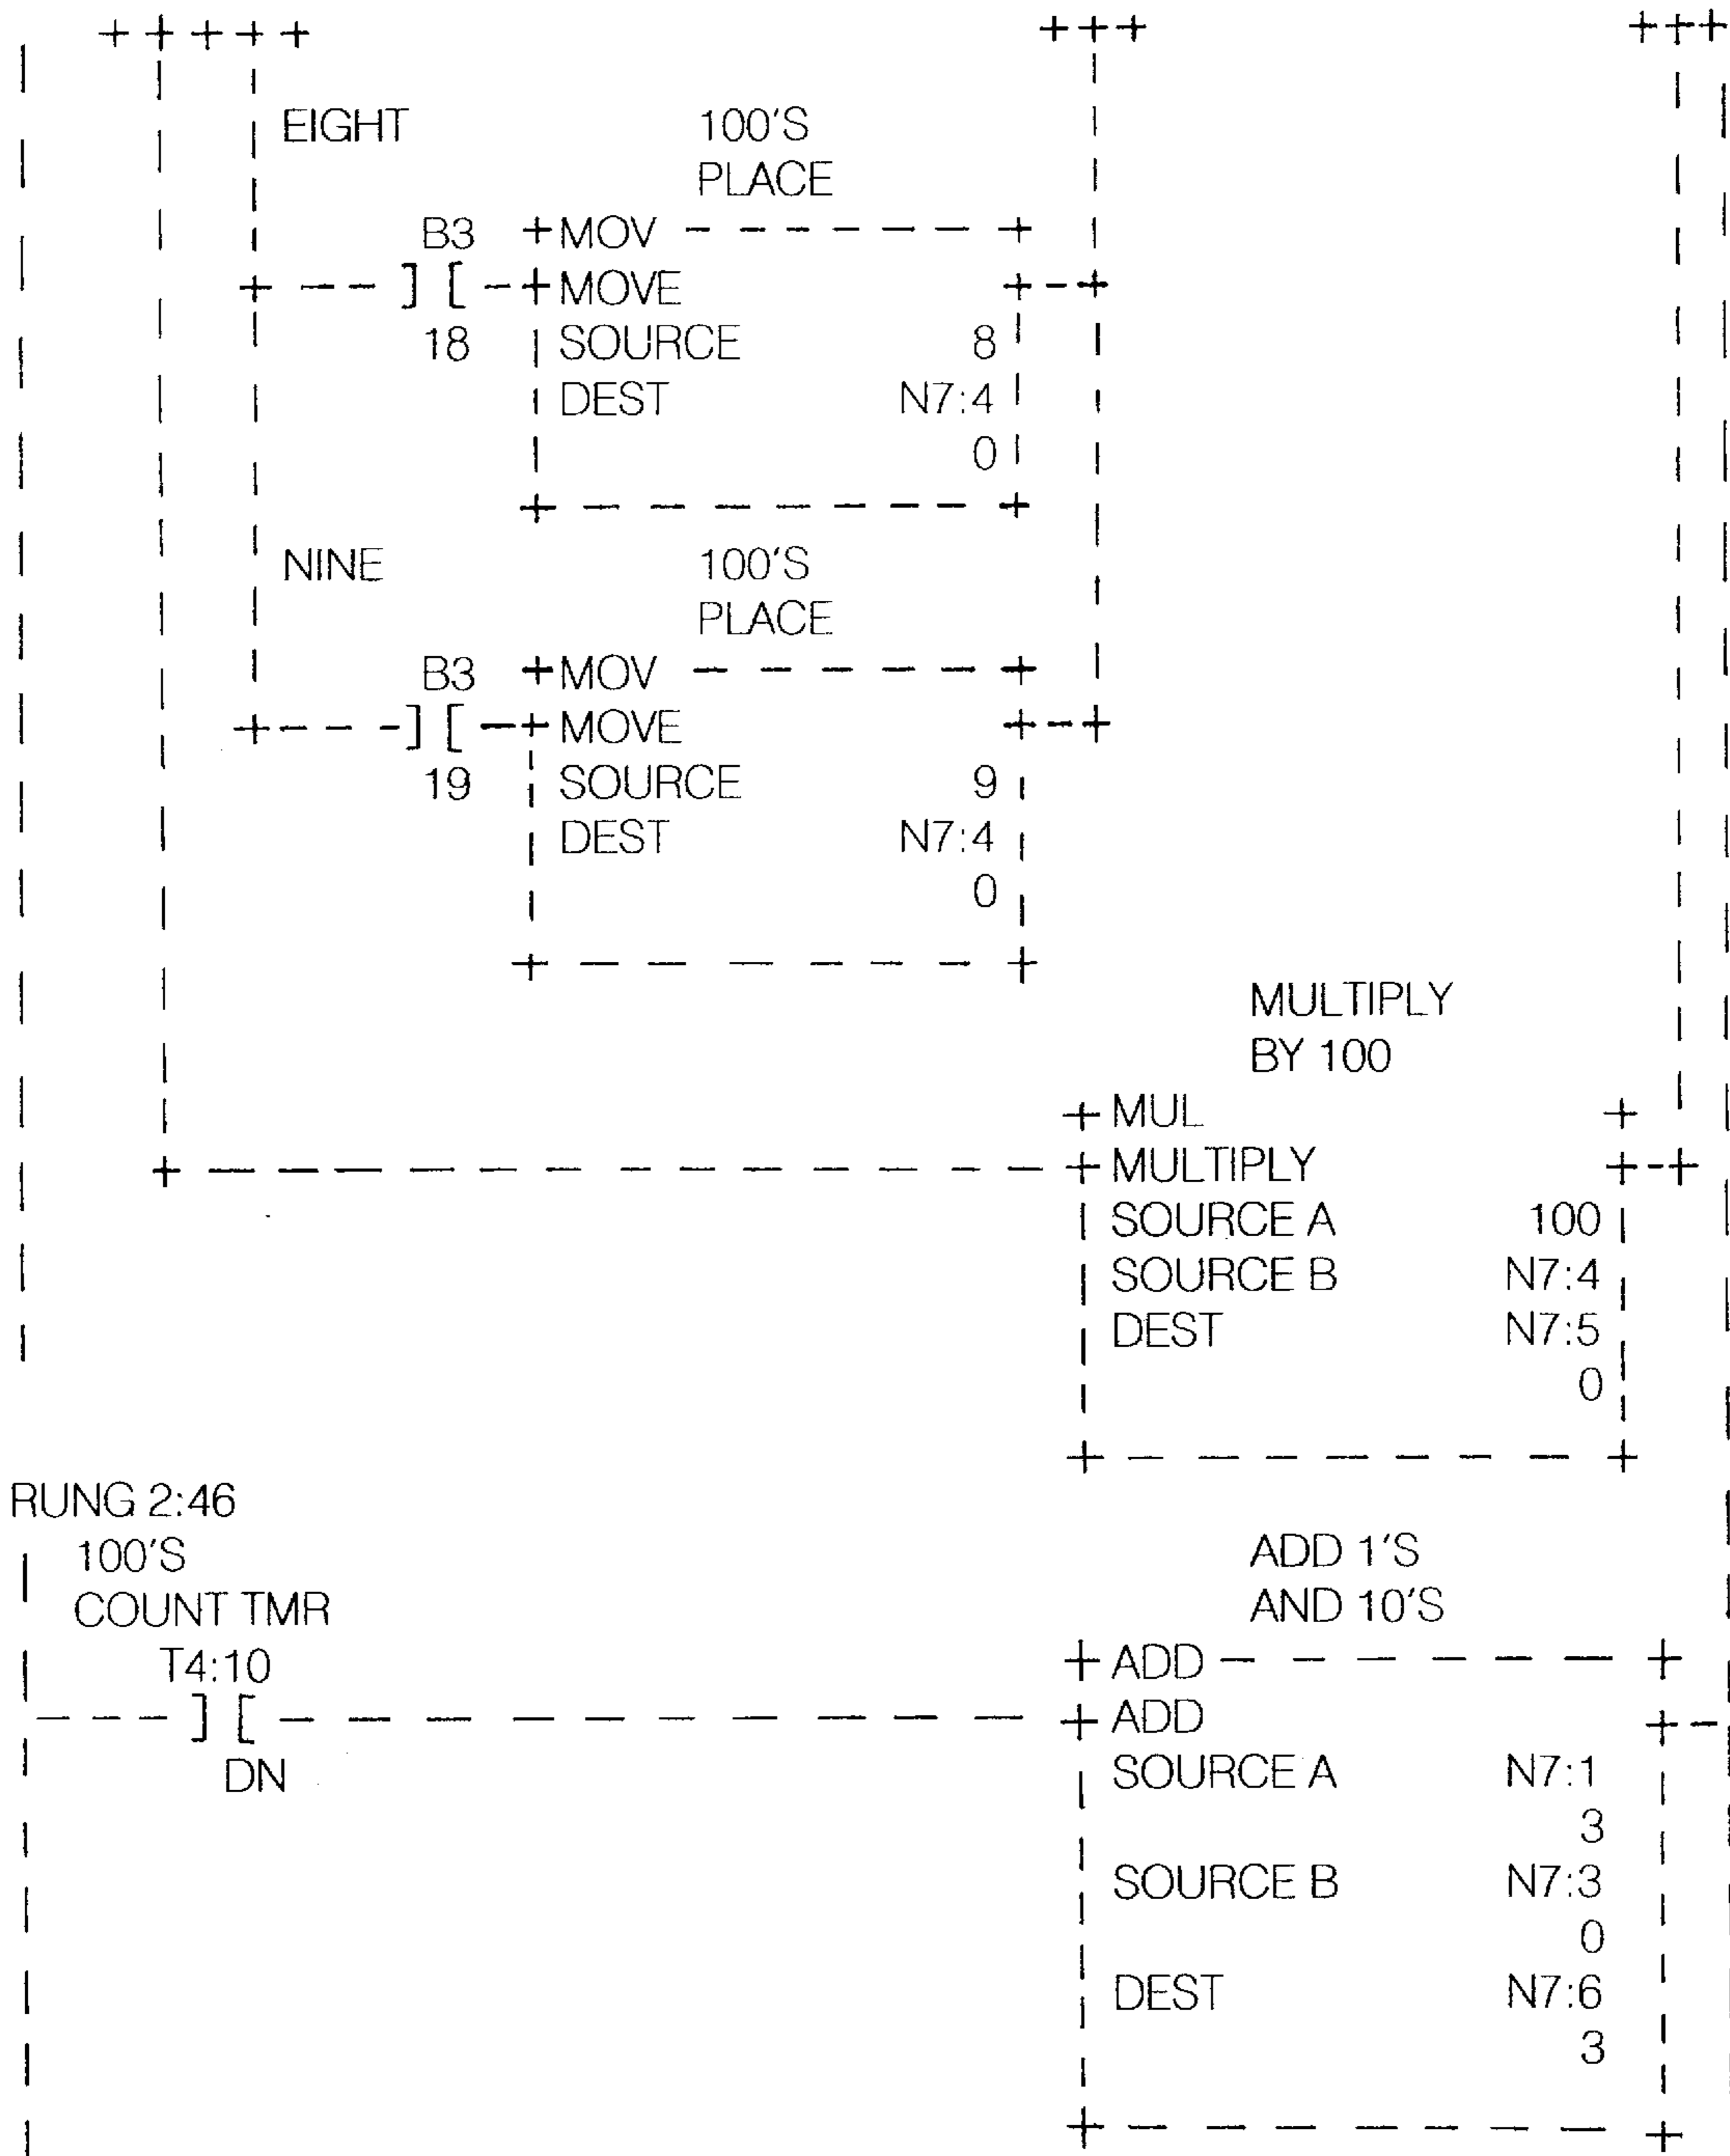 EIGHT
100'S
PLACE
B3
MOV
] [
MOVE
18
SOURCE 8
DEST N7:4
0
NINE
100'S
PLACE
B3
MOV
] [
MOVE
19
SOURCE 9
DEST N7:4
0
MULTIPLY
BY 100
MUL
MULTIPLY
SOURCE A 100
SOURCE B N7:4
DEST N7:5
0
RUNG 2:46
100'S
COUNT TMR
T4:10
] [
DN
ADD 1'S
AND 10'S
ADD
ADD
SOURCE A N7:1
3
SOURCE B N7:3
0
DEST N7:6
3